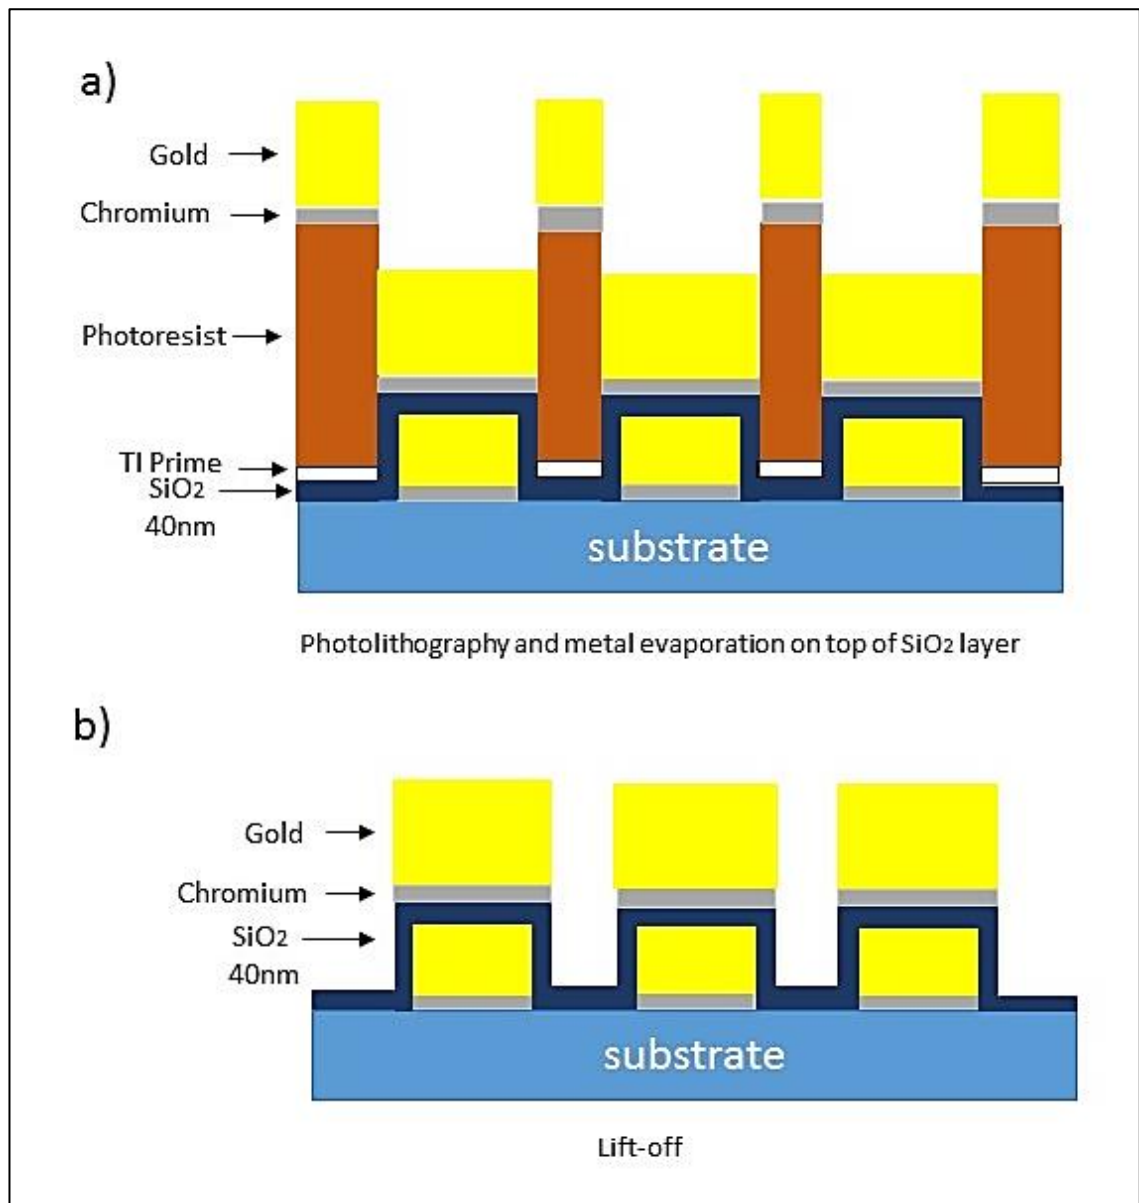 a)
Gold
Chromium
Photoresist
TI Prime
SiO₂
40nm
substrate
Photolithography and metal evaporation on top of SiO₂ layer
b)
Gold
Chromium
SiO₂
40nm
substrate
Lift-off